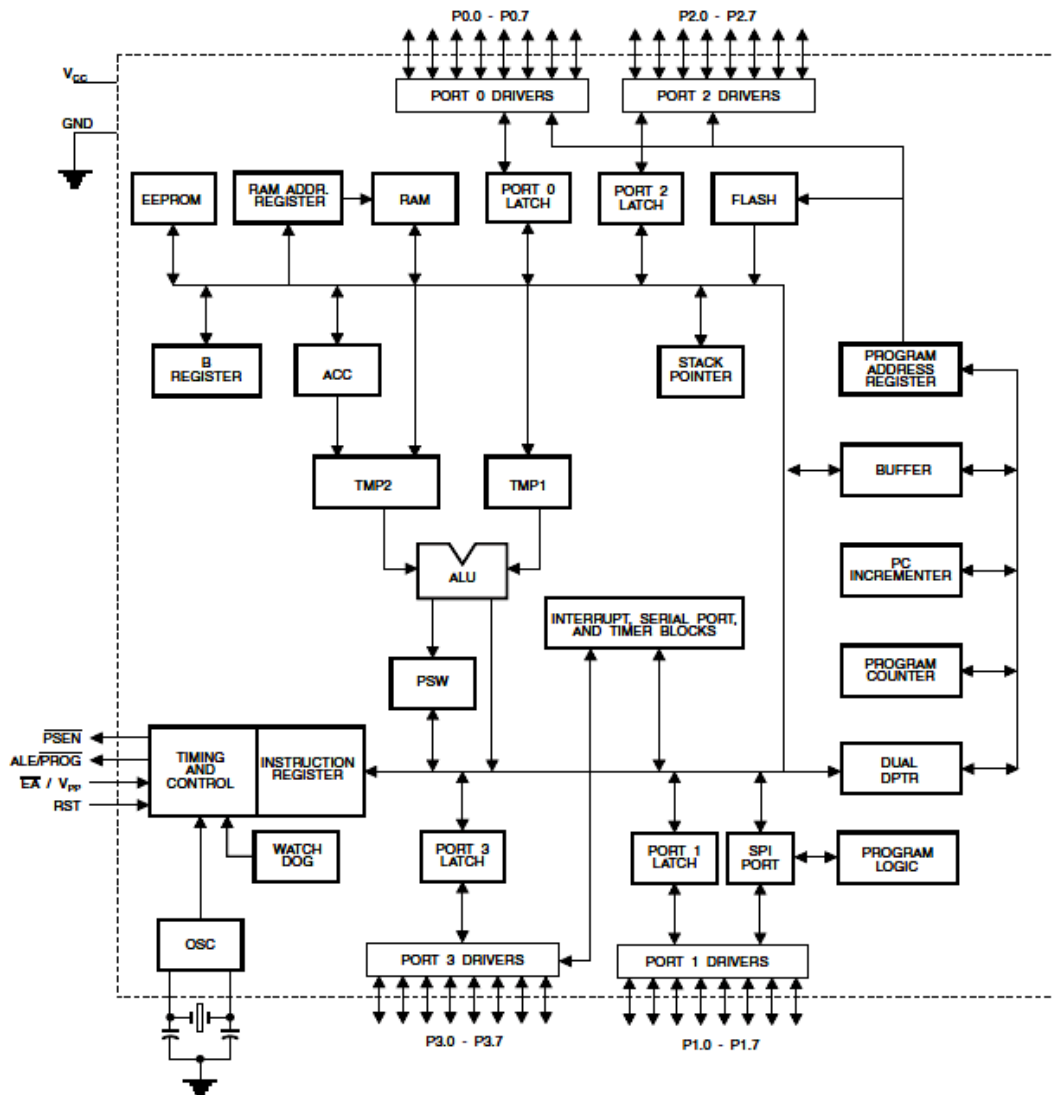 P0.0 - P0.7
P2.0 - P2.7
VCC
PORT 0 DRIVERS
PORT 2 DRIVERS
GND
EEPROM
RAM ADDR.
REGISTER
RAM
PORT 0
LATCH
PORT 2
LATCH
FLASH
B
REGISTER
ACC
STACK
POINTER
PROGRAM
ADDRESS
REGISTER
TMP2
TMP1
BUFFER
ALU
PC
INCREMENTER
INTERRUPT, SERIAL PORT,
AND TIMER BLOCKS
PSW
PROGRAM
COUNTER
PSEN
ALE/PROG
EA / VPP
RST
TIMING
AND
CONTROL
INSTRUCTION
REGISTER
DUAL
DPTR
WATCH
DOG
PORT 3
LATCH
PORT 1
LATCH
SPI
PORT
PROGRAM
LOGIC
OSC
PORT 3 DRIVERS
PORT 1 DRIVERS
P3.0 - P3.7
P1.0 - P1.7